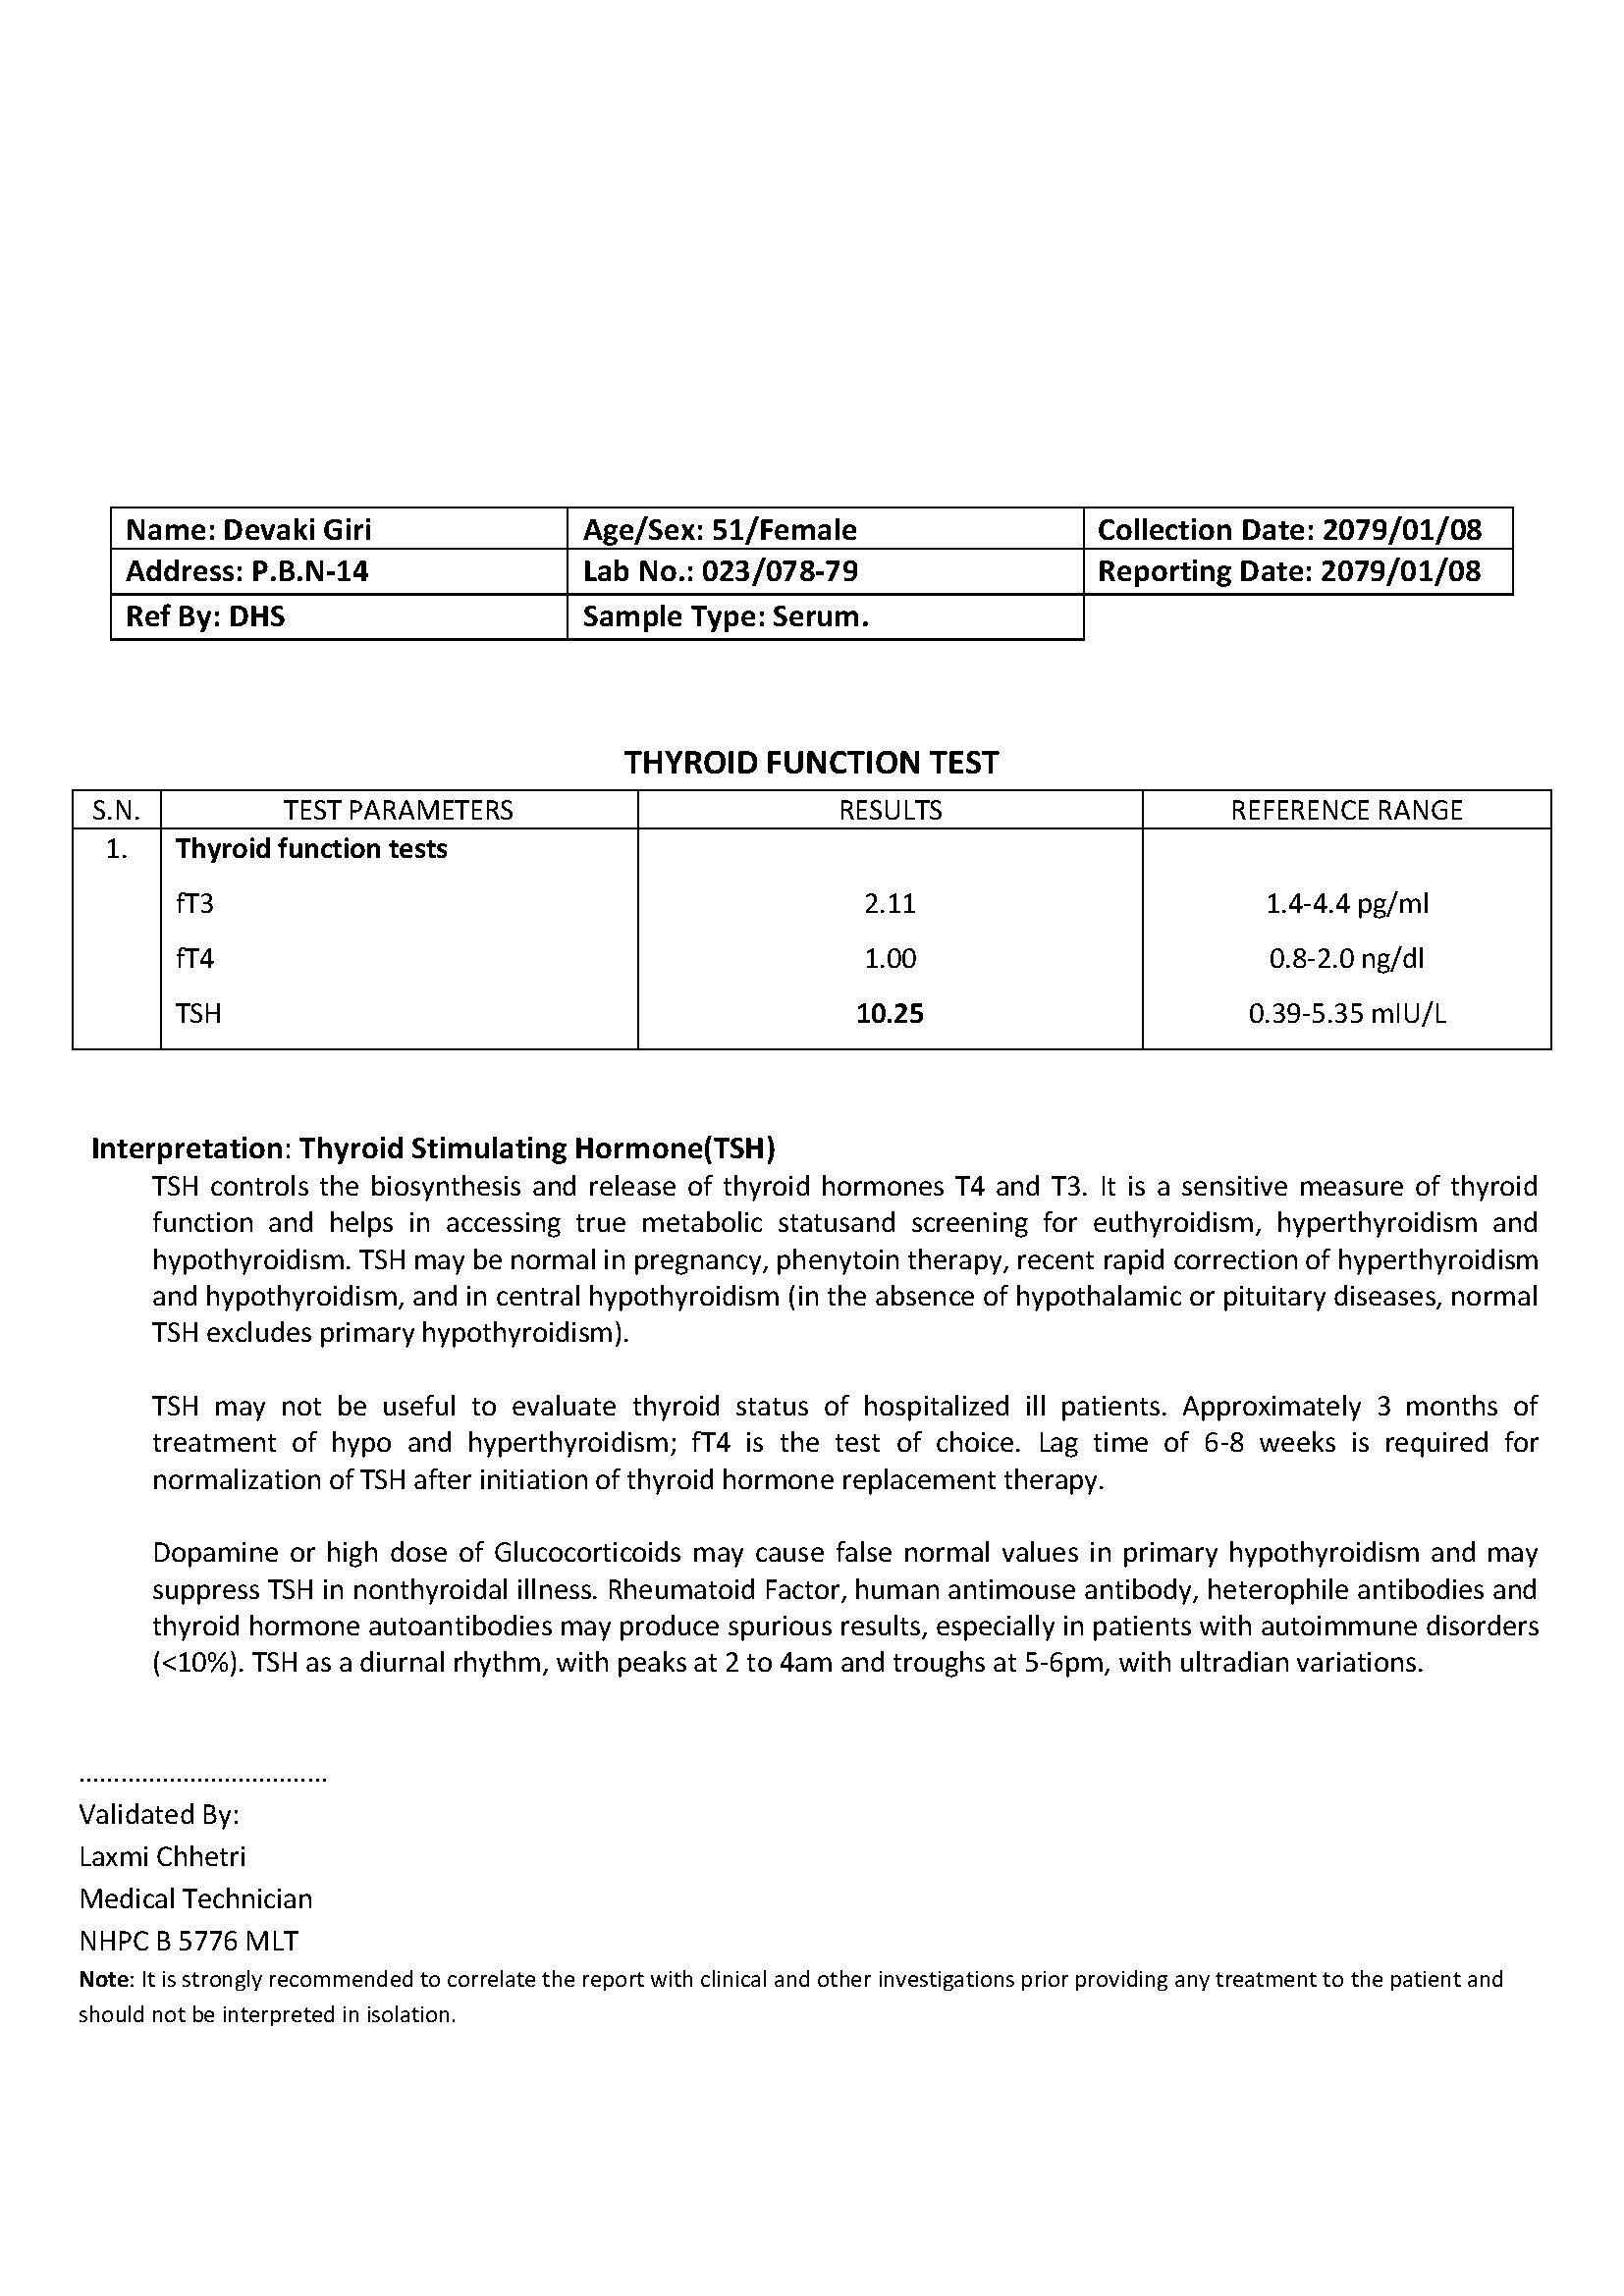 Name: Devaki Giri Age/Sex: 51/Female Collection Date: 2079/01/08
Address: P.B.N-14 Lab No.: 023/078-79 Reporting Date: 2079/01/08
Ref By: DHS Sample Type: Serum.
THYROID FUNCTION TEST
S.N. TEST PARAMETERS RESULTS REFERENCE RANGE
1. Thyroid function tests
fT3 2.11 1.4-4.4 pg/ml
fT4 1.00 0.8-2.0 ng/dl
TSH 10.25 0.39-5.35 mIU/L
Interpretation: Thyroid Stimulating Hormone(TSH)
TSH controls the biosynthesis and release of thyroid hormones T4 and T3. It is a sensitive measure of thyroid
function and helps in accessing true metabolic statusand screening for euthyroidism, hyperthyroidism and
hypothyroidism. TSH may be normal in pregnancy, phenytoin therapy, recent rapid correction of hyperthyroidism
and hypothyroidism, and in central hypothyroidism (in the absence of hypothalamic or pituitary diseases, normal
TSH excludes primary hypothyroidism).
TSH may not be useful to evaluate thyroid status of hospitalized ill patients. Approximately 3 months of
treatment of hypo and hyperthyroidism; fT4 is the test of choice. Lag time of 6-8 weeks is required for
normalization of TSH after initiation of thyroid hormone replacement therapy.
Dopamine or high dose of Glucocorticoids may cause false normal values in primary hypothyroidism and may
suppress TSH in nonthyroidal illness. Rheumatoid Factor, human antimouse antibody, heterophile antibodies and
thyroid hormone autoantibodies may produce spurious results, especially in patients with autoimmune disorders
(<10%). TSH as a diurnal rhythm, with peaks at 2 to 4am and troughs at 5-6pm, with ultradian variations.
....................................
Validated By:
Laxmi Chhetri
Medical Technician
NHPC B 5776 MLT
Note: It is strongly recommended to correlate the report with clinical and other investigations prior providing any treatment to the patient and
should not be interpreted in isolation.